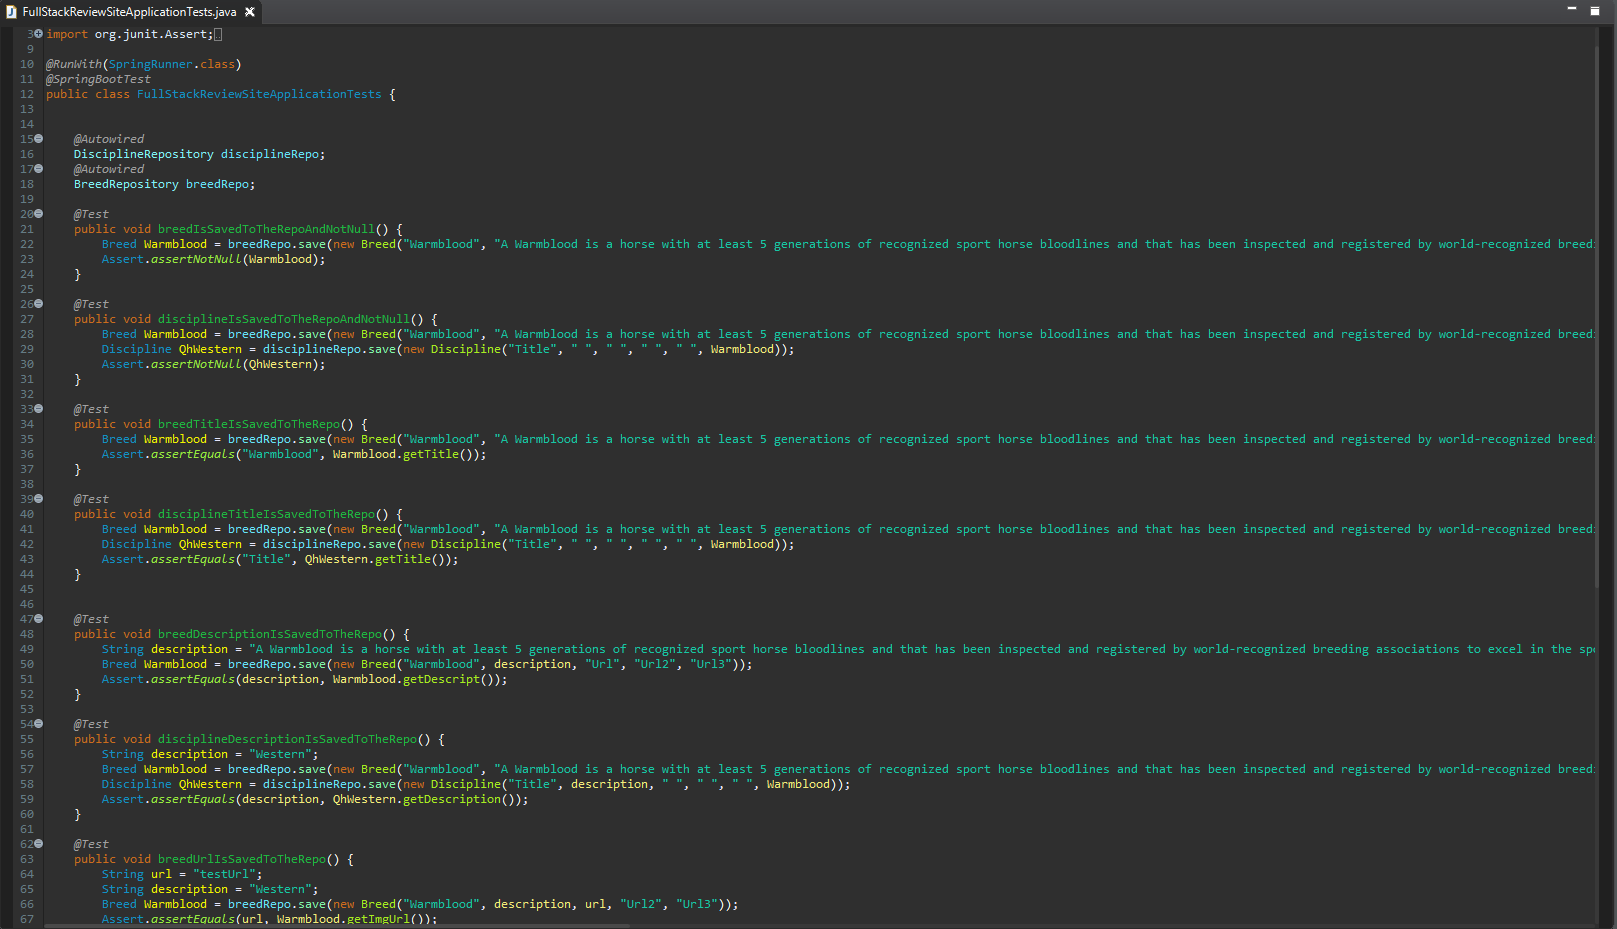 FullStackReviewSiteApplicationTests.java
3 import org.junit.Assert;
9
10 @RunWith(SpringRunner.class)
11 @SpringBootTest
12 public class FullStackReviewSiteApplicationTests {
13
14
15 @Autowired
16 DisciplineRepository disciplineRepo;
17 @Autowired
18 BreedRepository breedRepo;
19
20 @Test
21 public void breedIsSavedToTheRepoAndNotNull() {
22 Breed Warmblood = breedRepo.save(new Breed("Warmblood", "A Warmblood is a horse with at least 5 generations of recognized sport horse bloodlines and that has been inspected and registered by world-recognized breedi
23 Assert.assertNotNull(Warmblood);
24 }
25
26 @Test
27 public void disciplineIsSavedToTheRepoAndNotNull() {
28 Breed Warmblood = breedRepo.save(new Breed("Warmblood", "A Warmblood is a horse with at least 5 generations of recognized sport horse bloodlines and that has been inspected and registered by world-recognized breedi
29 Discipline QhWestern = disciplineRepo.save(new Discipline("Title", " ", " ", " ", " ", Warmblood));
30 Assert.assertNotNull(QhWestern);
31 }
32
33 @Test
34 public void breedTitleIsSavedToTheRepo() {
35 Breed Warmblood = breedRepo.save(new Breed("Warmblood", "A Warmblood is a horse with at least 5 generations of recognized sport horse bloodlines and that has been inspected and registered by world-recognized breedi
36 Assert.assertEquals("Warmblood", Warmblood.getTitle());
37 }
38
39 @Test
40 public void disciplineTitleIsSavedToTheRepo() {
41 Breed Warmblood = breedRepo.save(new Breed("Warmblood", "A Warmblood is a horse with at least 5 generations of recognized sport horse bloodlines and that has been inspected and registered by world-recognized breedi
42 Discipline QhWestern = disciplineRepo.save(new Discipline("Title", " ", " ", " ", " ", Warmblood));
43 Assert.assertEquals("Title", QhWestern.getTitle());
44 }
45
46
47 @Test
48 public void breedDescriptionIsSavedToTheRepo() {
49 String description = "A Warmblood is a horse with at least 5 generations of recognized sport horse bloodlines and that has been inspected and registered by world-recognized breeding associations to excel in the spo
50 Breed Warmblood = breedRepo.save(new Breed("Warmblood", description, "Url", "Url2", "Url3"));
51 Assert.assertEquals(description, Warmblood.getDescript());
52 }
53
54 @Test
55 public void disciplineDescriptionIsSavedToTheRepo() {
56 String description = "Western";
57 Breed Warmblood = breedRepo.save(new Breed("Warmblood", "A Warmblood is a horse with at least 5 generations of recognized sport horse bloodlines and that has been inspected and registered by world-recognized breedi
58 Discipline QhWestern = disciplineRepo.save(new Discipline("Title", description, " ", " ", " ", Warmblood));
59 Assert.assertEquals(description, QhWestern.getDescription());
60 }
61
62 @Test
63 public void breedUrlIsSavedToTheRepo() {
64 String url = "testUrl";
65 String description = "Western";
66 Breed Warmblood = breedRepo.save(new Breed("Warmblood", description, url, "Url2", "Url3"));
67 Assert.assertEquals(url, Warmblood.getImgUrl());